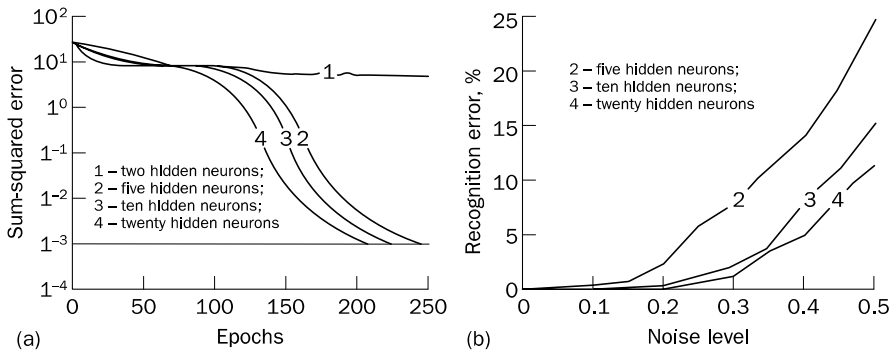 10²
10¹
10⁰
1⁻¹
1⁻²
1⁻³
1⁻⁴
Sum-squared error
1
4
3
2
1 – two hidden neurons;
2 – five hidden neurons;
3 – ten hidden neurons;
4 – twenty hidden neurons
0 50 100 150 200 250
(a)
Epochs
25
20
15
10
5
0
Recognition error, %
2 – five hidden neurons;
3 – ten hidden neurons;
4 – twenty hidden neurons
2
3
4
0 0.1 0.2 0.3 0.4 0.5
(b)
Noise level